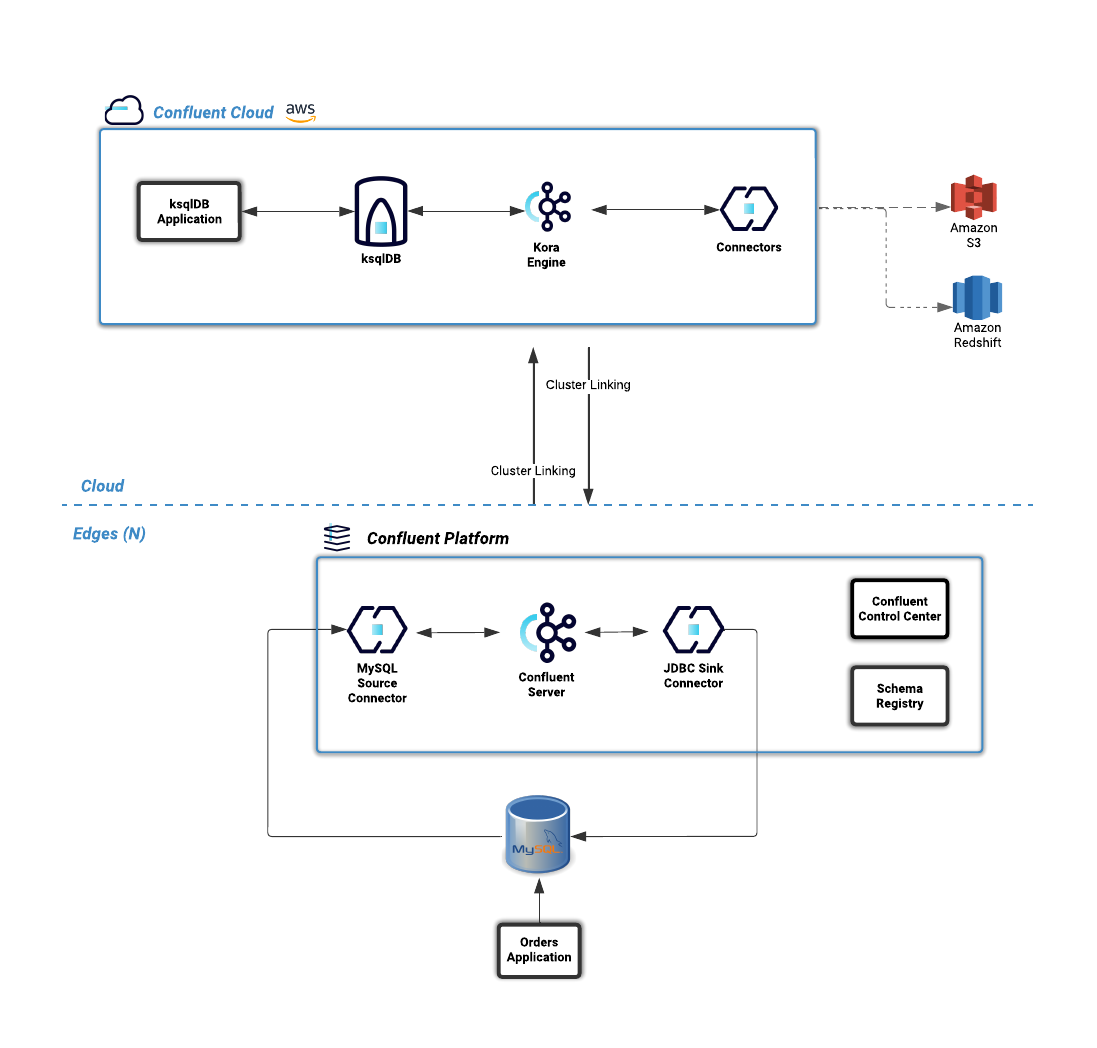 Confluent Cloud
aws
ksqlDB
Application
ksqlDB
Kora
Engine
Connectors
Amazon
S3
Amazon
Redshift
Cluster Linking
Cluster Linking
Cloud
Edges (N)
Confluent Platform
MySQL
Source
Connector
Confluent
Server
JDBC Sink
Connector
Confluent
Control Center
Schema
Registry
MySQL
Orders
Application